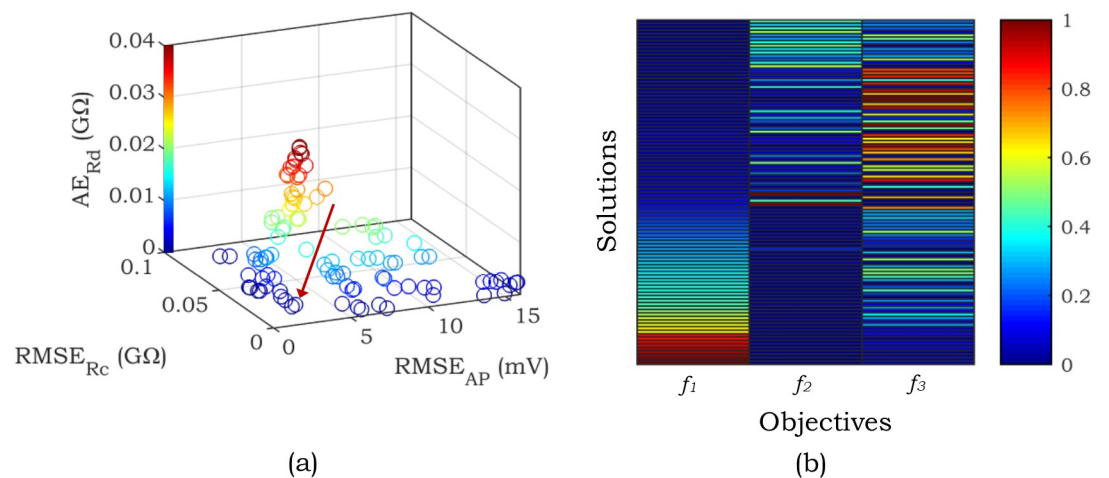 0.04
0.03
0.02
0.01
0
AE_Rd (GΩ)
0.1
0.05
0
RMSE_Rc (GΩ)
0
5
10
15
RMSE_AP (mV)
(a)
Solutions
f1 f2 f3
Objectives
1
0.8
0.6
0.4
0.2
0
(b)